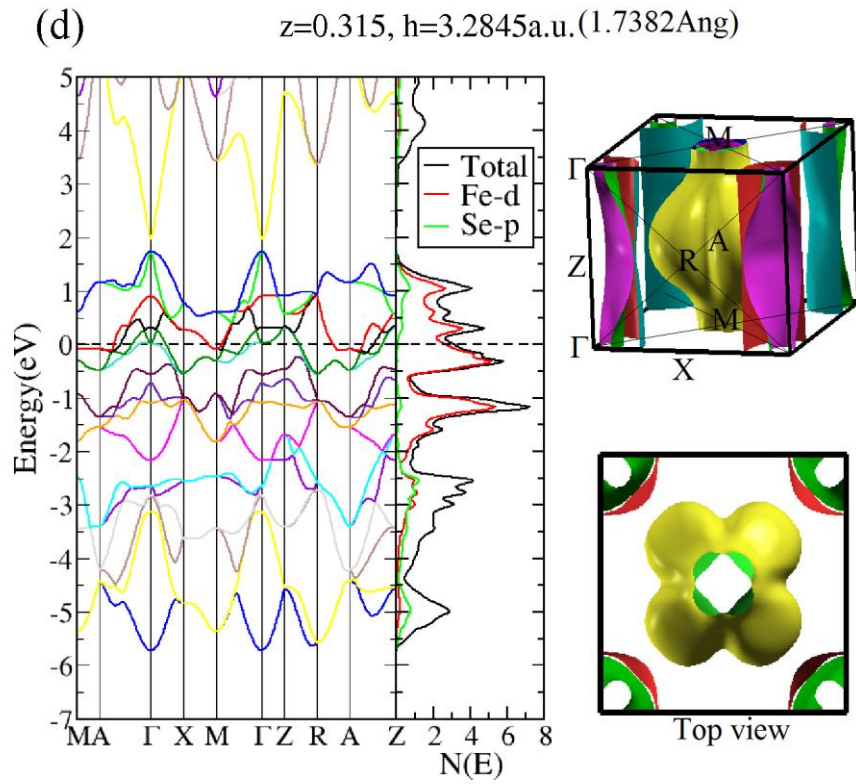 (d) z=0.315, h=3.2845a.u.(1.7382Ang)
Energy(eV)
5
4
3
2
1
0
-1
-2
-3
-4
-5
-6
-7
M A Γ X M Γ Z R A Z
Total
Fe-d
Se-p
2 4 6 8
N(E)
M
Γ
A
Z
R
M
Γ
X
Top view